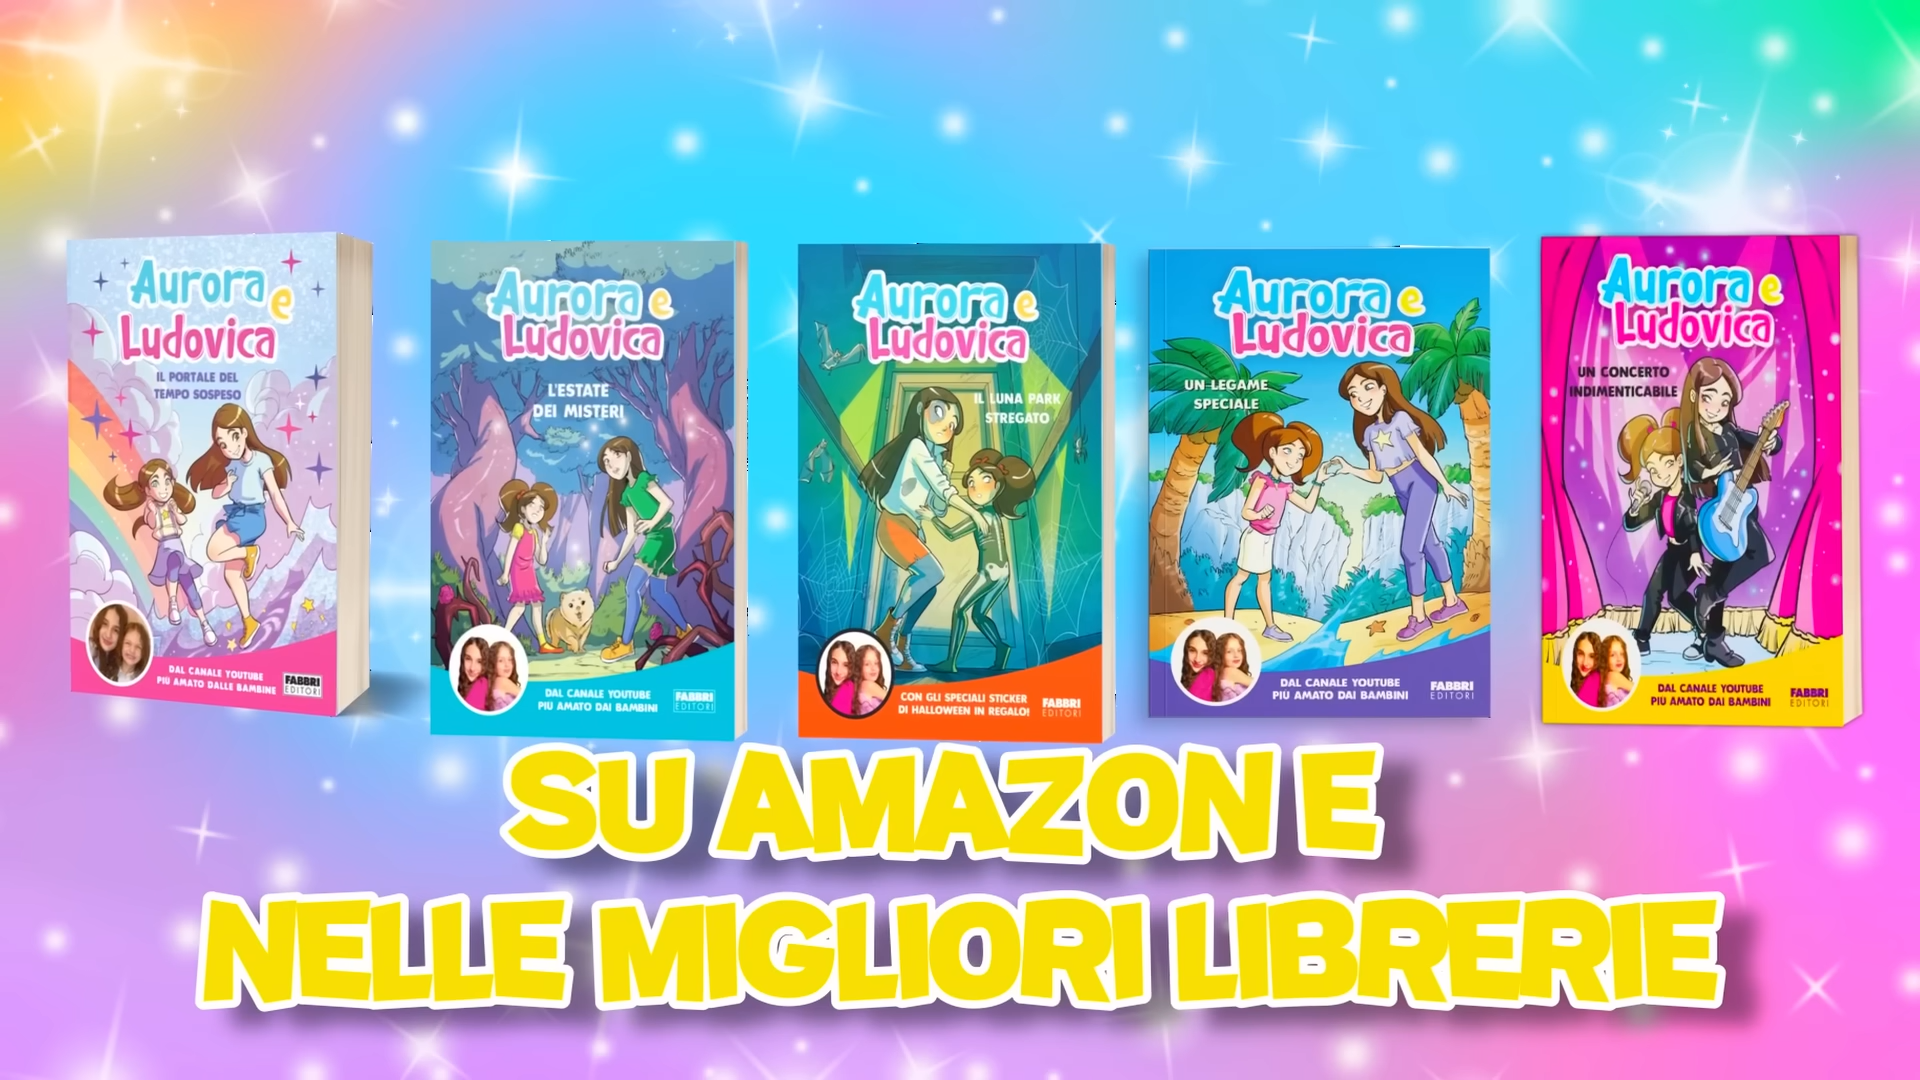 Aurora e
Ludovica
IL PORTALE DEL
TEMPO SOSPESO
DAL CANALE YOUTUBE
PIÙ AMATO DALLE BAMBINE
FABBRI
EDITORI
Aurora e
Ludovica
L'ESTATE
DEI MISTERI
DAL CANALE YOUTUBE
PIU AMATO DAI BAMBINI
FABBRI
EDITORI
Aurora e
Ludovica
IL LUNA PARK
STREGATO
CON GLI SPECIALI STICKER
DI HALLOWEEN IN REGALO!
FABBRI
EDITORI
Aurora e
Ludovica
UN LEGAME
SPECIALE
DAL CANALE YOUTUBE
PIÙ AMATO DAI BAMBINI
FABBRI
EDITORI
Aurora e
Ludovica
UN CONCERTO
INDIMENTICABILE
DAL CANALE YOUTUBE
PIÙ AMATO DAI BAMBINI
FABBRI
EDITORI
SU AMAZON E
NELLE MIGLIORI LIBRERIE